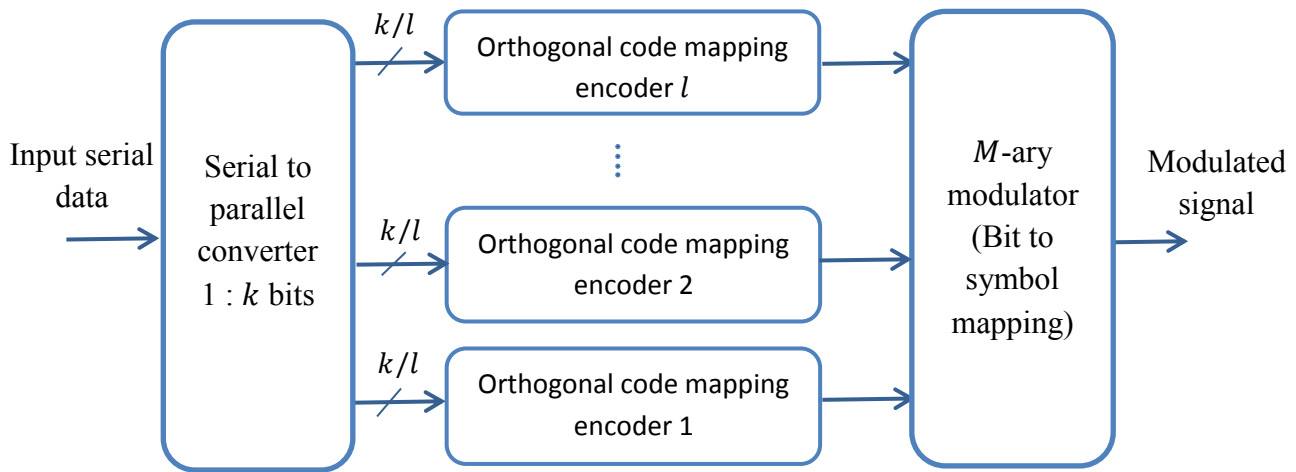 Input serial
data
Serial to
parallel
converter
1 : k bits
k/l
Orthogonal code mapping
encoder l
k/l
Orthogonal code mapping
encoder 2
k/l
Orthogonal code mapping
encoder 1
M-ary
modulator
(Bit to
symbol
mapping)
Modulated
signal